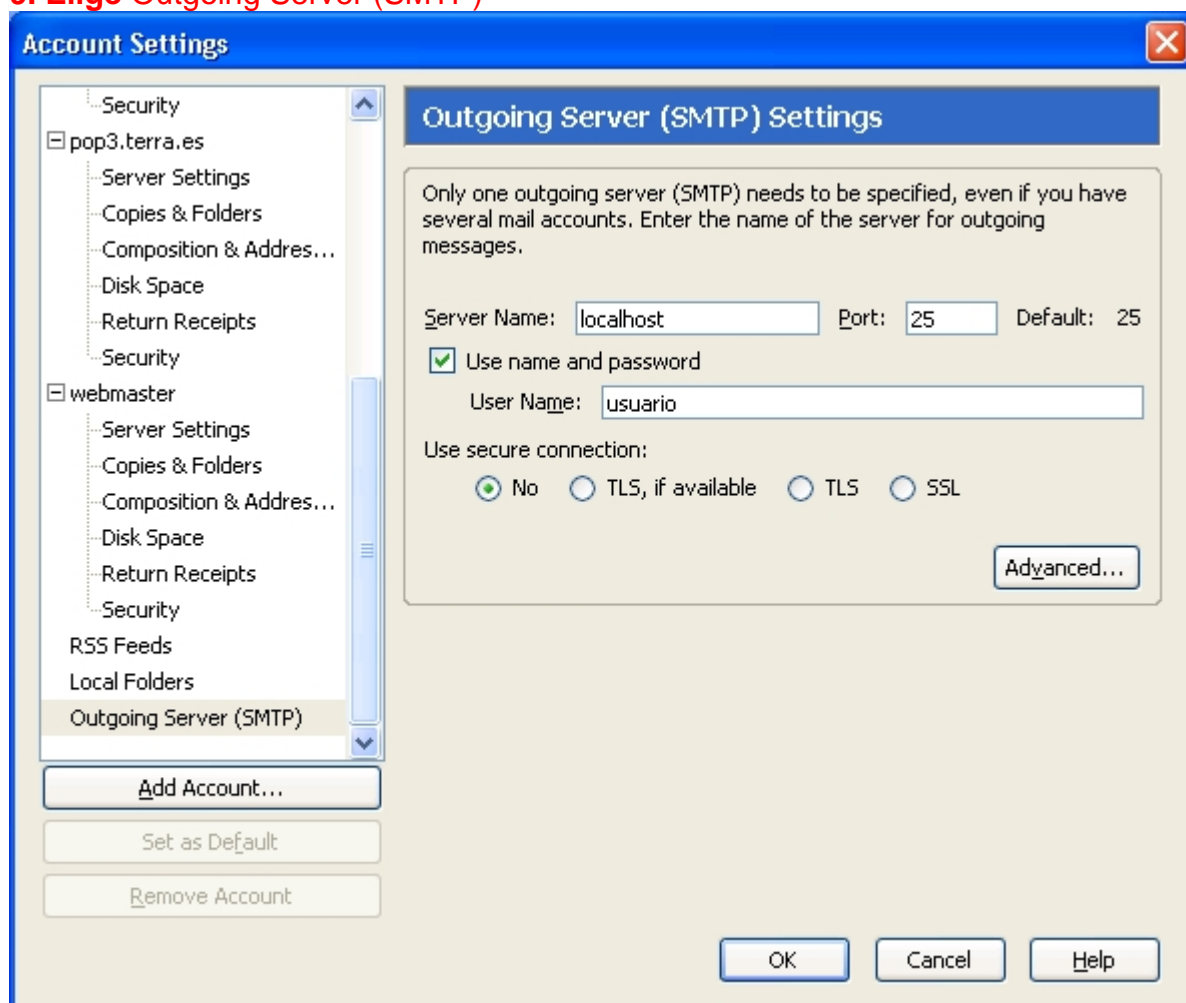 Elige Outgoing Server (SMTP)
Account Settings
Security
pop3.terra.es
Server Settings
Copies & Folders
Composition & Addres...
Disk Space
Return Receipts
Security
webmaster
Server Settings
Copies & Folders
Composition & Addres...
Disk Space
Return Receipts
Security
RSS Feeds
Local Folders
Outgoing Server (SMTP)
Add Account...
Set as Default
Remove Account
Outgoing Server (SMTP) Settings
Only one outgoing server (SMTP) needs to be specified, even if you have
several mail accounts. Enter the name of the server for outgoing
messages.
Server Name: localhost Port: 25 Default: 25
Use name and password
User Name: usuario
Use secure connection:
No TLS, if available TLS SSL
Advanced...
OK Cancel Help